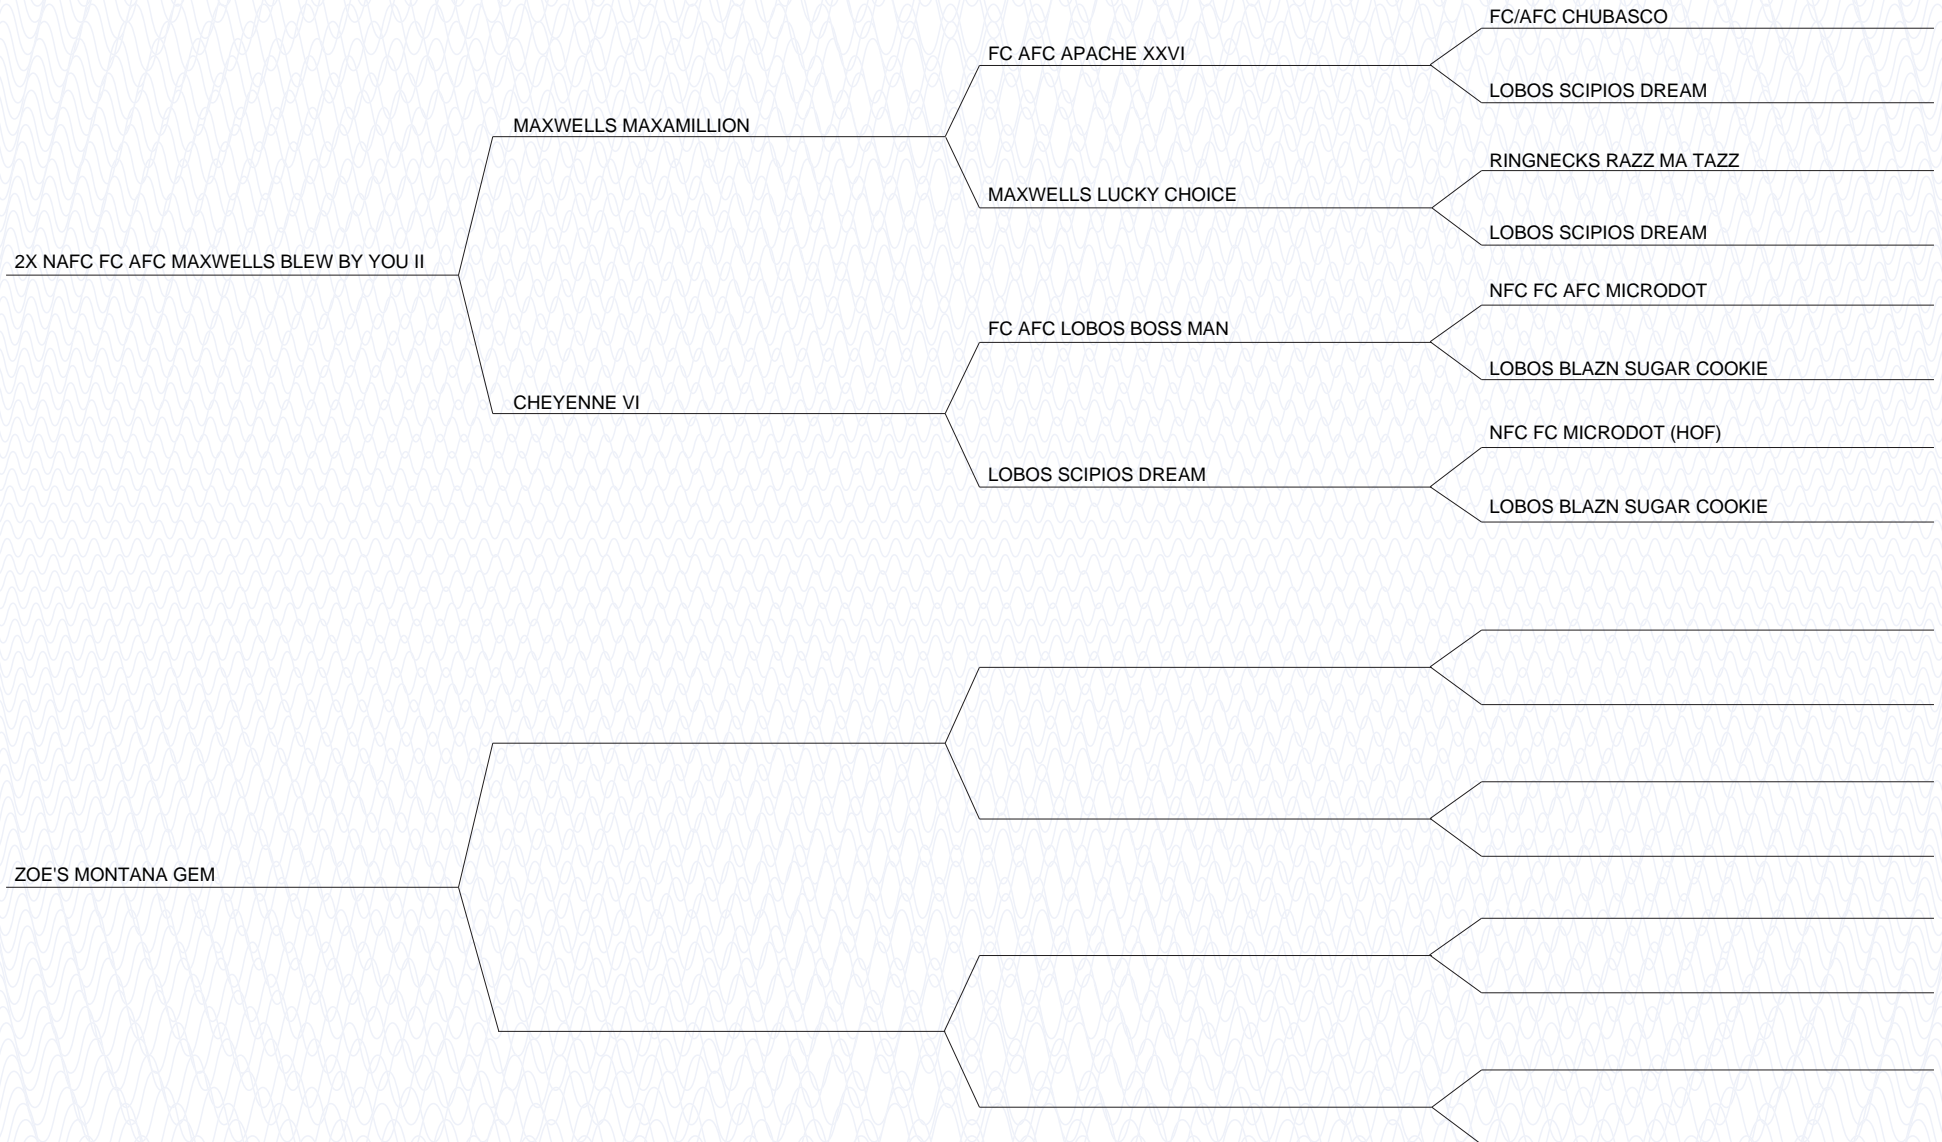 FC/AFC CHUBASCO
FC AFC APACHE XXVI
LOBOS SCIPIOS DREAM
MAXWELLS MAXAMILLION
RINGNECKS RAZZ MA TAZZ
MAXWELLS LUCKY CHOICE
LOBOS SCIPIOS DREAM
2X NAFC FC AFC MAXWELLS BLEW BY YOU II
NFC FC AFC MICRODOT
FC AFC LOBOS BOSS MAN
LOBOS BLAZN SUGAR COOKIE
CHEYENNE VI
NFC FC MICRODOT (HOF)
LOBOS SCIPIOS DREAM
LOBOS BLAZN SUGAR COOKIE
ZOE'S MONTANA GEM